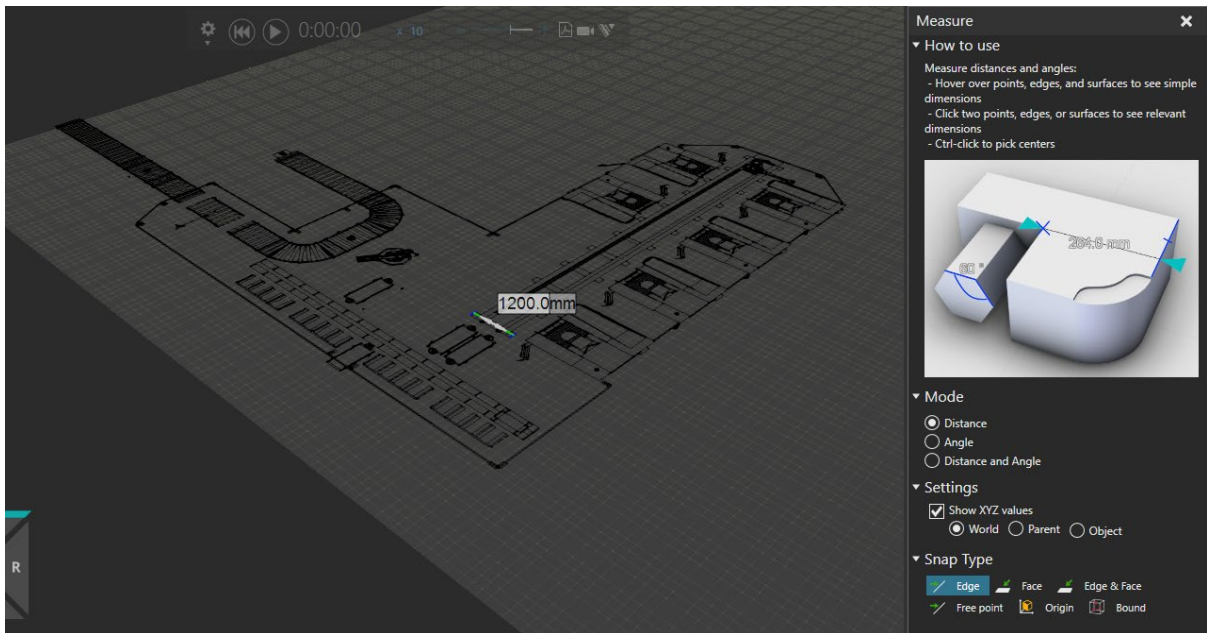 0:00:00
x 10
1200.0mm
R
Measure
How to use
Measure distances and angles:
- Hover over points, edges, and surfaces to see simple
dimensions
- Click two points, edges, or surfaces to see relevant
dimensions
- Ctrl-click to pick centers
264.6 mm
60 °
Mode
Distance
Angle
Distance and Angle
Settings
Show XYZ values
World Parent Object
Snap Type
Edge Face Edge & Face
Free point Origin Bound